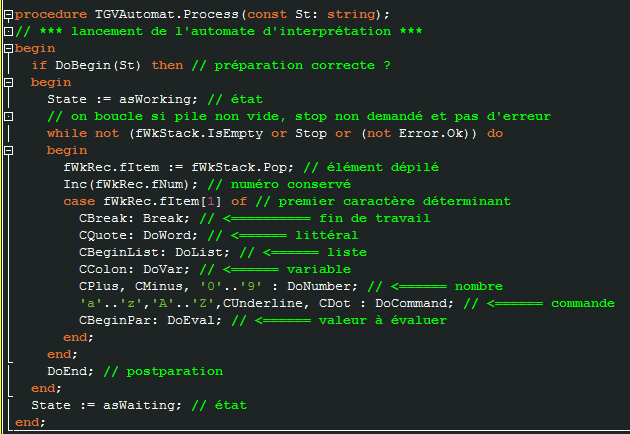 procedure TGVAutomat.Process(const St: string);
// *** lancement de l'automate d'interprétation ***
begin
if DoBegin(St) then // préparation correcte ?
begin
State := asWorking; // état
// on boucle si pile non vide, stop non demandé et pas d'erreur
while not (fWkStack.IsEmpty or Stop or (not Error.Ok)) do
begin
fWkRec.fItem := fWkStack.Pop; // élément dépilé
Inc(fWkRec.fNum); // numéro conservé
case fWkRec.fItem[1] of // premier caractère déterminant
CBreak: Break; // <========== fin de travail
CQuote: DoWord; // <====== littéral
CBeginList: DoList; // <====== liste
CColon: DoVar; // <====== variable
CPlus, CMinus, '0'..'9' : DoNumber; // <====== nombre
'a'..'z','A'..'Z',CUnderline, CDot : DoCommand; // <====== commande
CBeginPar: DoEval; // <====== valeur à évaluer
end;
end;
DoEnd; // postparation
end;
State := asWaiting; // état
end;